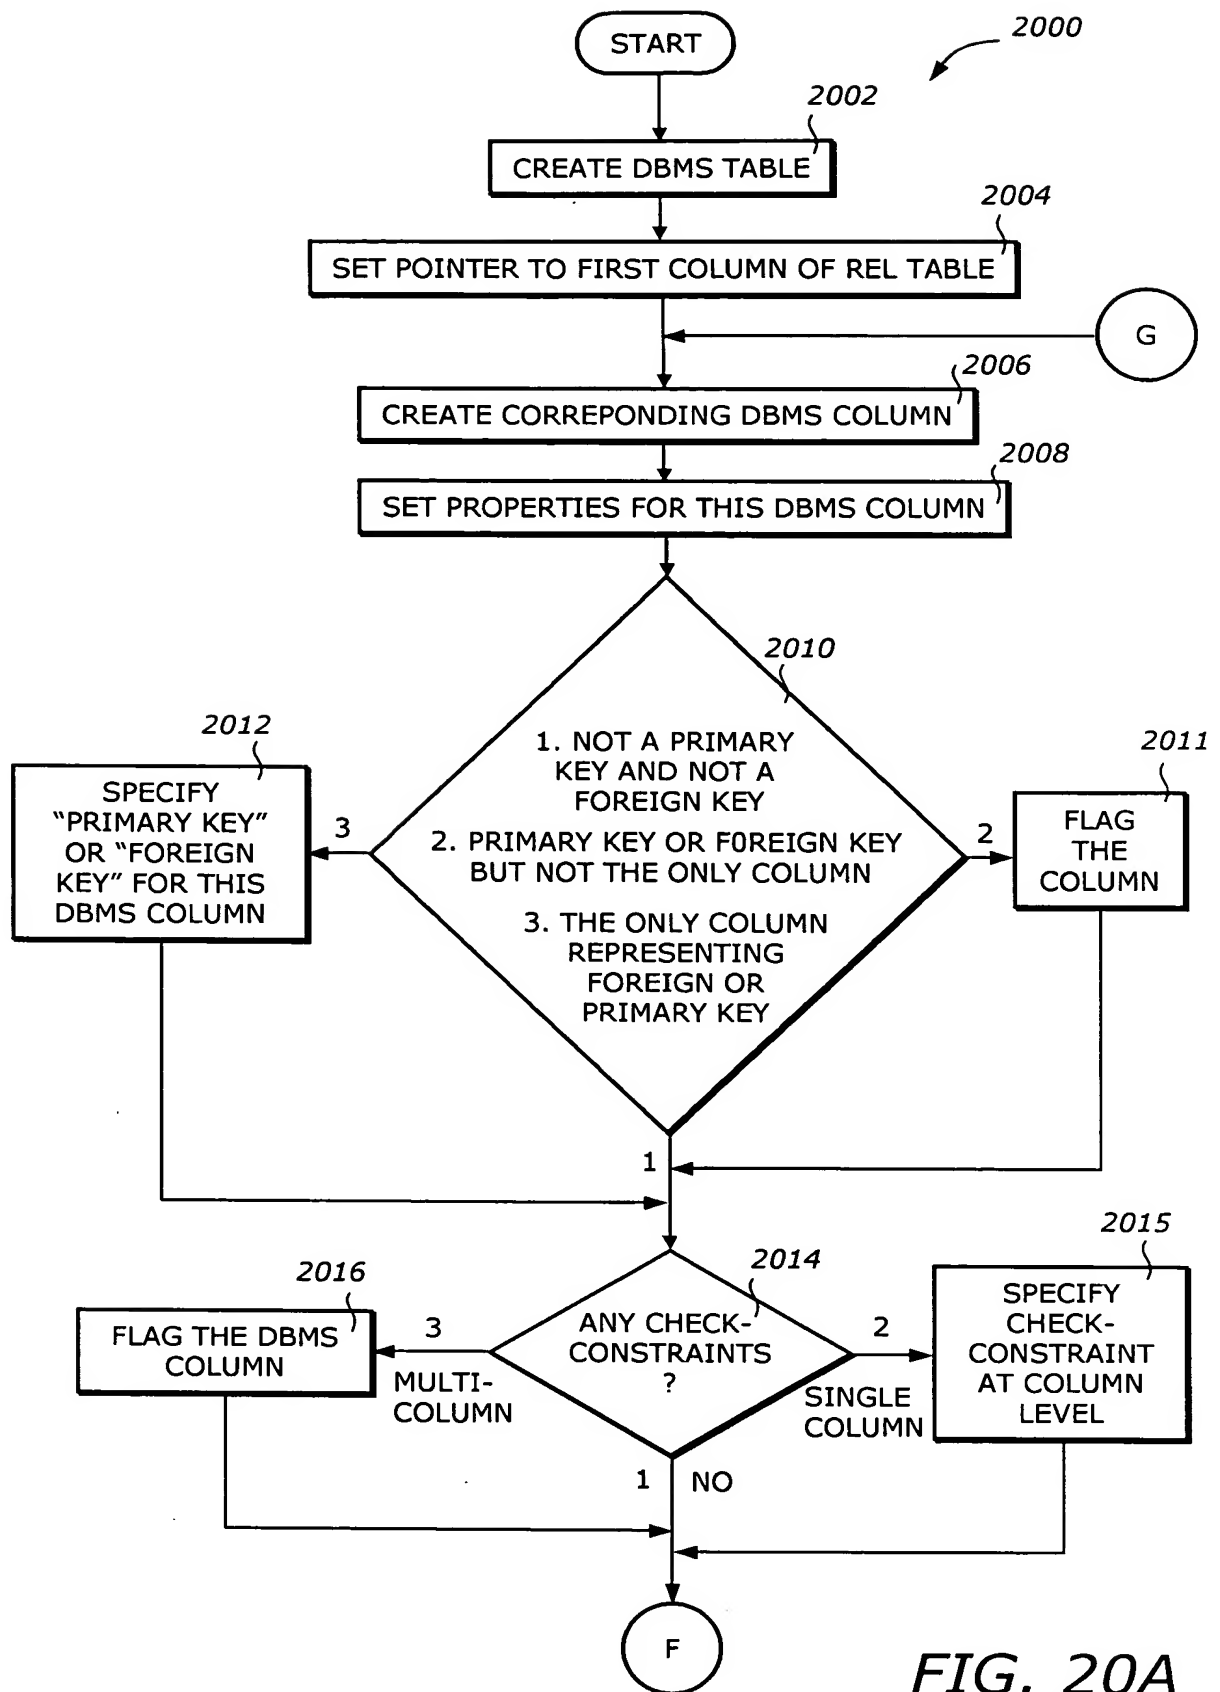 START
2000
2002
CREATE DBMS TABLE
2004
SET POINTER TO FIRST COLUMN OF REL TABLE
G
2006
CREATE CORREPONDING DBMS COLUMN
2008
SET PROPERTIES FOR THIS DBMS COLUMN
2010
1. NOT A PRIMARY
KEY AND NOT A
FOREIGN KEY
2. PRIMARY KEY OR FOREIGN KEY
BUT NOT THE ONLY COLUMN
3. THE ONLY COLUMN
REPRESENTING
FOREIGN OR
PRIMARY KEY
2012
SPECIFY
“PRIMARY KEY”
OR “FOREIGN
KEY” FOR THIS
DBMS COLUMN
3
2
2011
FLAG
THE
COLUMN
1
2014
ANY CHECK-
CONSTRAINTS
?
2016
FLAG THE DBMS
COLUMN
3
MULTI-
COLUMN
2
SINGLE
COLUMN
2015
SPECIFY
CHECK-
CONSTRAINT
AT COLUMN
LEVEL
1 NO
F
FIG. 20A